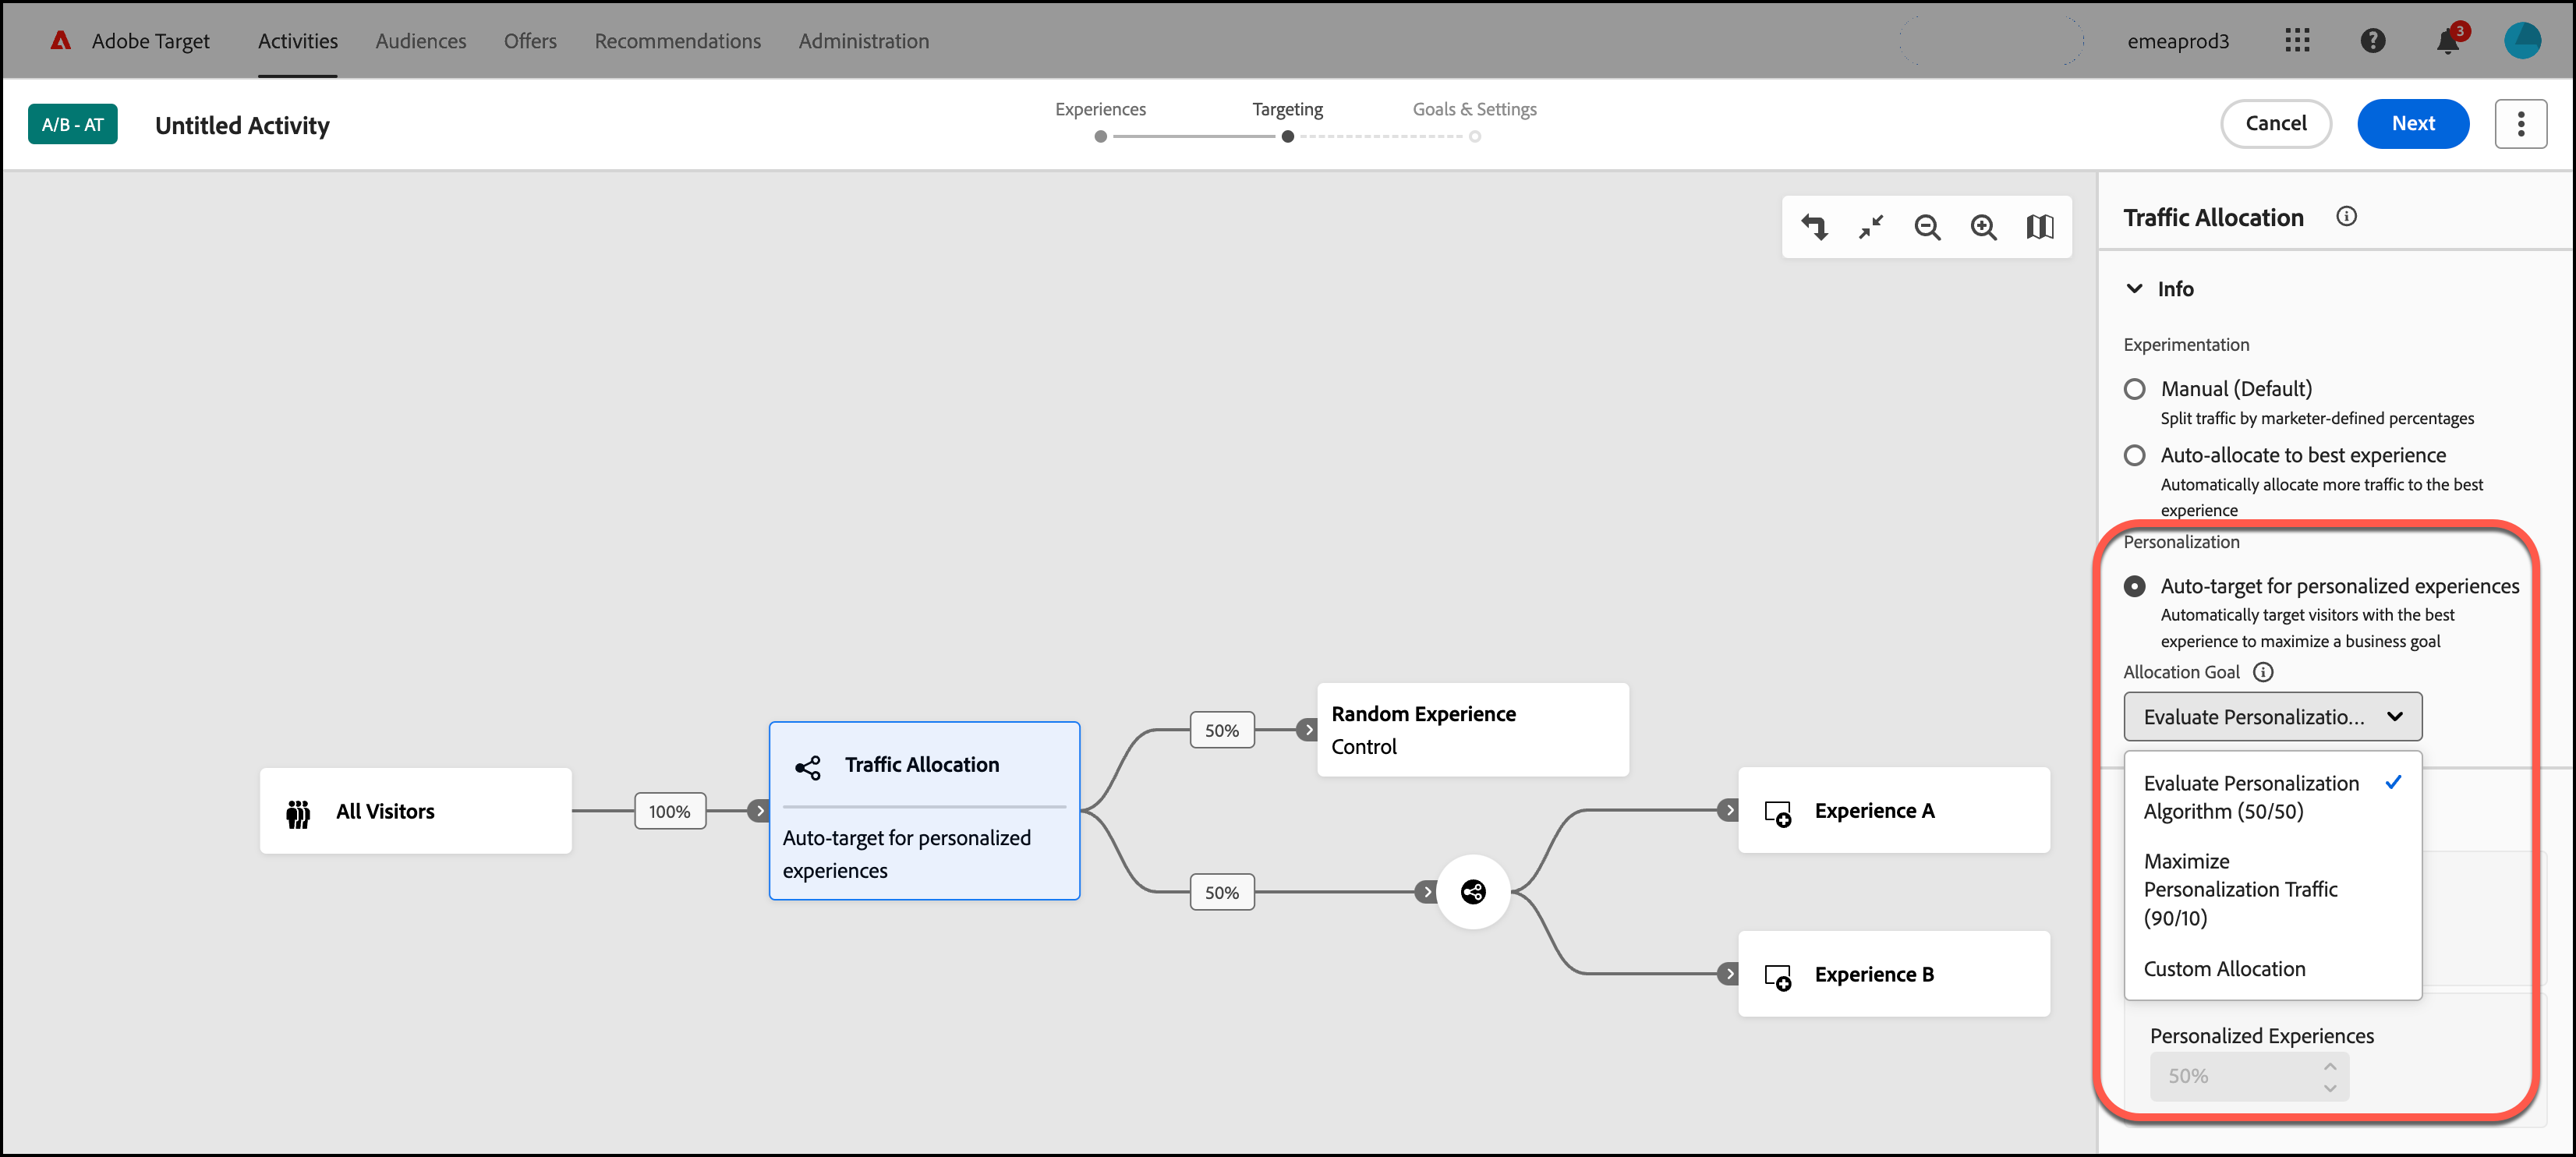 Adobe Target
Activities
Audiences
Offers
Recommendations
Administration
emeaprod3
3
A/B - AT
Untitled Activity
Experiences
Targeting
Goals & Settings
Cancel
Next
Traffic Allocation
Info
Experimentation
Manual (Default)
Split traffic by marketer-defined percentages
Auto-allocate to best experience
Automatically allocate more traffic to the best
experience
Personalization
Auto-target for personalized experiences
Automatically target visitors with the best
experience to maximize a business goal
Allocation Goal
Evaluate Personalizatio...
Evaluate Personalization
Algorithm (50/50)
Maximize
Personalization Traffic
(90/10)
Custom Allocation
Personalized Experiences
50%
All Visitors
100%
Traffic Allocation
Auto-target for personalized
experiences
50%
Random Experience
Control
50%
Experience A
Experience B